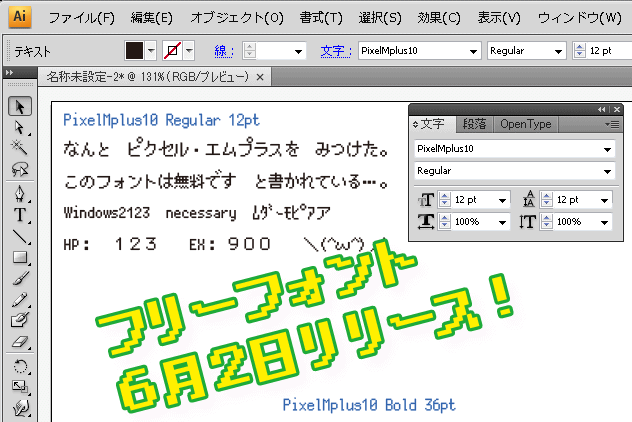 Ai ファイル(F) 編集(E) オブジェクト(O) 書式(T) 選択(S) 効果(C) 表示(V) ウィンドウ(W)
テキスト 線: 文字: PixelMplus10 Regular 12 pt
名称未設定-2* @ 131% (RGB/プレビュー) ×
PixelMplus10 Regular 12pt
なんと　ピクセル・エムプラスを　みつけた。
このフォントは無料です　と書かれている…。
Windows2123　necessary　ﾑｹﾞｰﾓﾋﾟｱｱ
HP:　１２３　　EX:９００　　＼(^ω^)／
フリーフォント
6月2日リリース！
PixelMplus10 Bold 36pt
文字 段落 OpenType
PixelMplus10
Regular
12 pt 12 pt
100% 100%